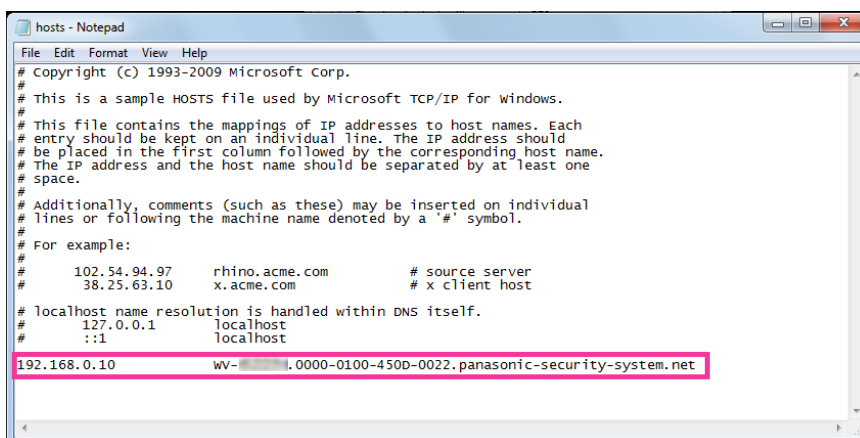 hosts - Notepad
File Edit Format View Help
# Copyright (c) 1993-2009 Microsoft Corp.
#
# This is a sample HOSTS file used by Microsoft TCP/IP for Windows.
#
# This file contains the mappings of IP addresses to host names. Each
# entry should be kept on an individual line. The IP address should
# be placed in the first column followed by the corresponding host name.
# The IP address and the host name should be separated by at least one
# space.
#
# Additionally, comments (such as these) may be inserted on individual
# lines or following the machine name denoted by a '#' symbol.
#
# For example:
#
# 102.54.94.97 rhino.acme.com # source server
# 38.25.63.10 x.acme.com # x client host
# localhost name resolution is handled within DNS itself.
# 127.0.0.1 localhost
# ::1 localhost
192.168.0.10 WV- .0000-0100-450D-0022.panasonic-security-system.net